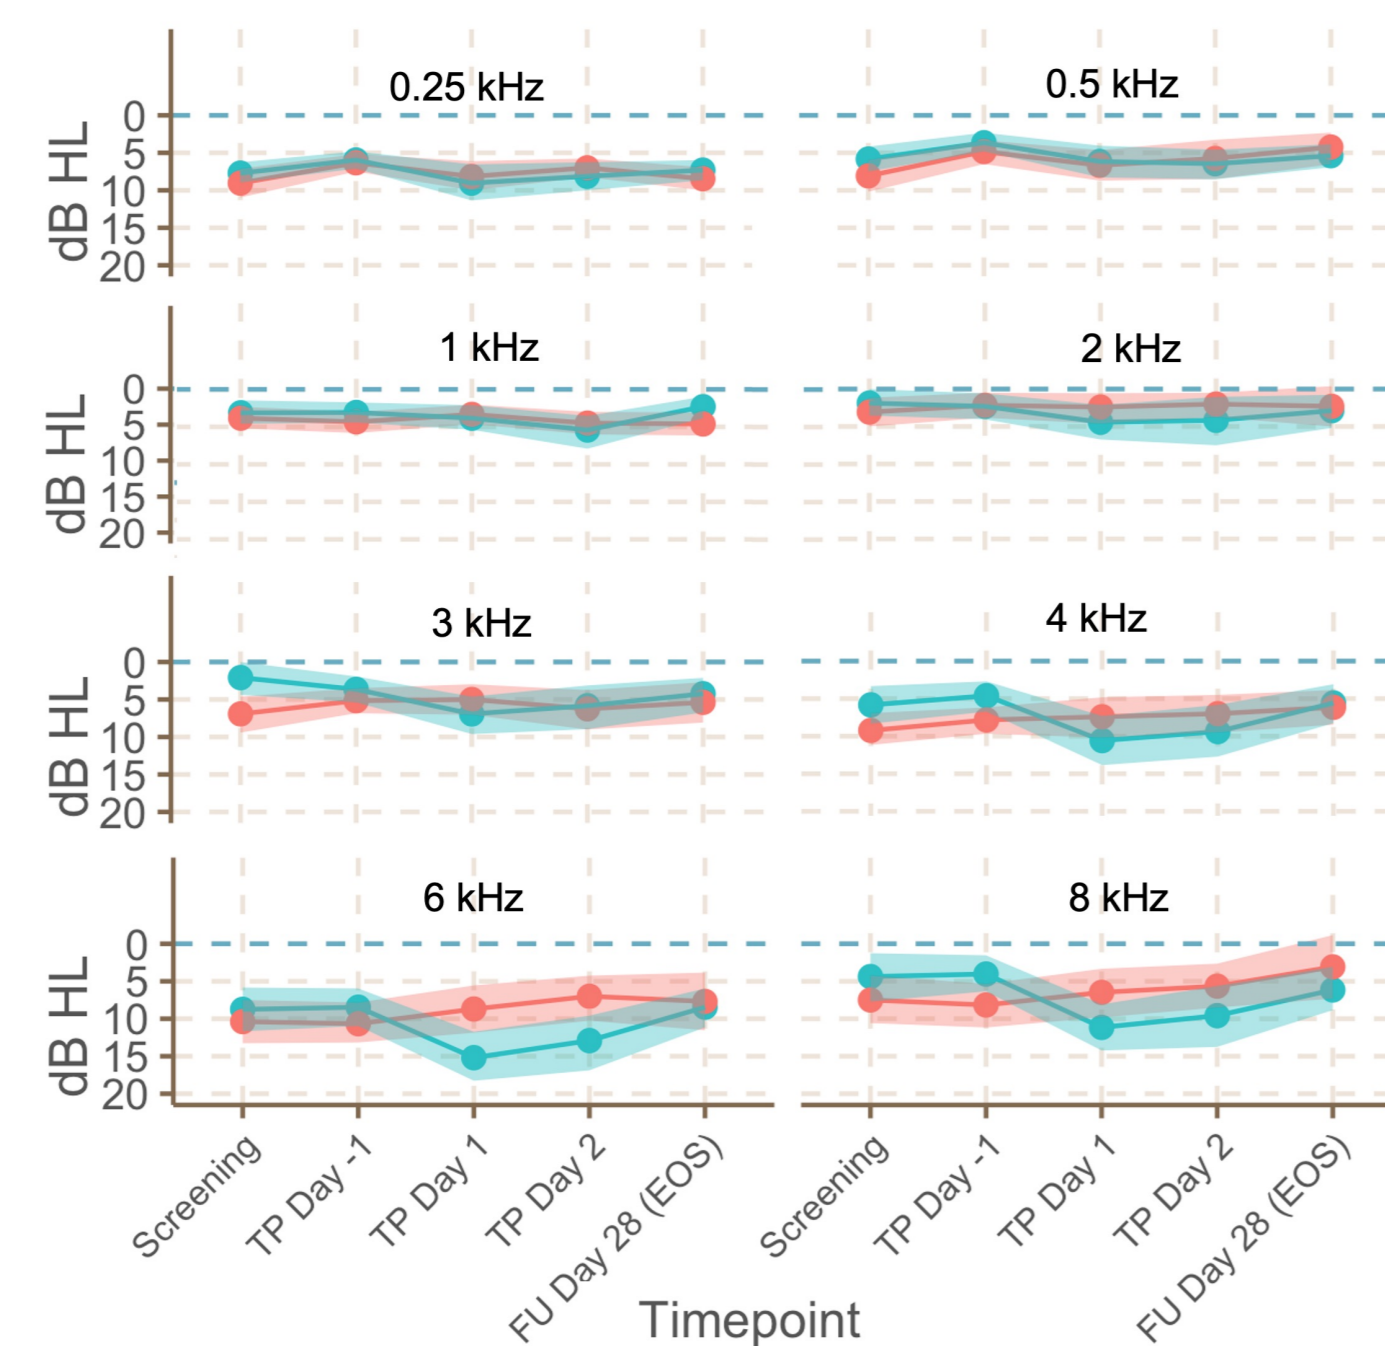 0.25 kHz
0.5 kHz
dB HL
0
5
10
15
20
1 kHz
2 kHz
dB HL
0
5
10
15
20
3 kHz
4 kHz
dB HL
0
5
10
15
20
6 kHz
8 kHz
dB HL
0
5
10
15
20
Screening
TP Day -1
TP Day 1
TP Day 2
FU Day 28 (EOS)
Screening
TP Day -1
TP Day 1
TP Day 2
FU Day 28 (EOS)
Timepoint